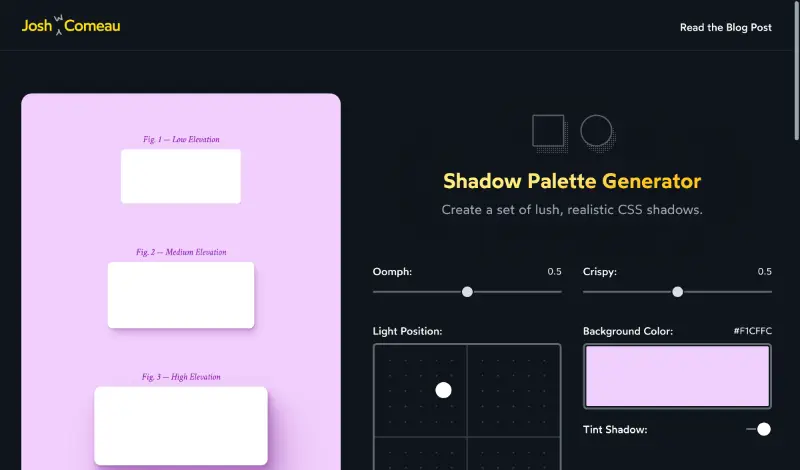 Josh W Comeau
Read the Blog Post
Fig. 1 — Low Elevation
Fig. 2 — Medium Elevation
Fig. 3 — High Elevation
Shadow Palette Generator
Create a set of lush, realistic CSS shadows.
Oomph: 0.5
Crispy: 0.5
Light Position:
Background Color: #F1CFFC
Tint Shadow: